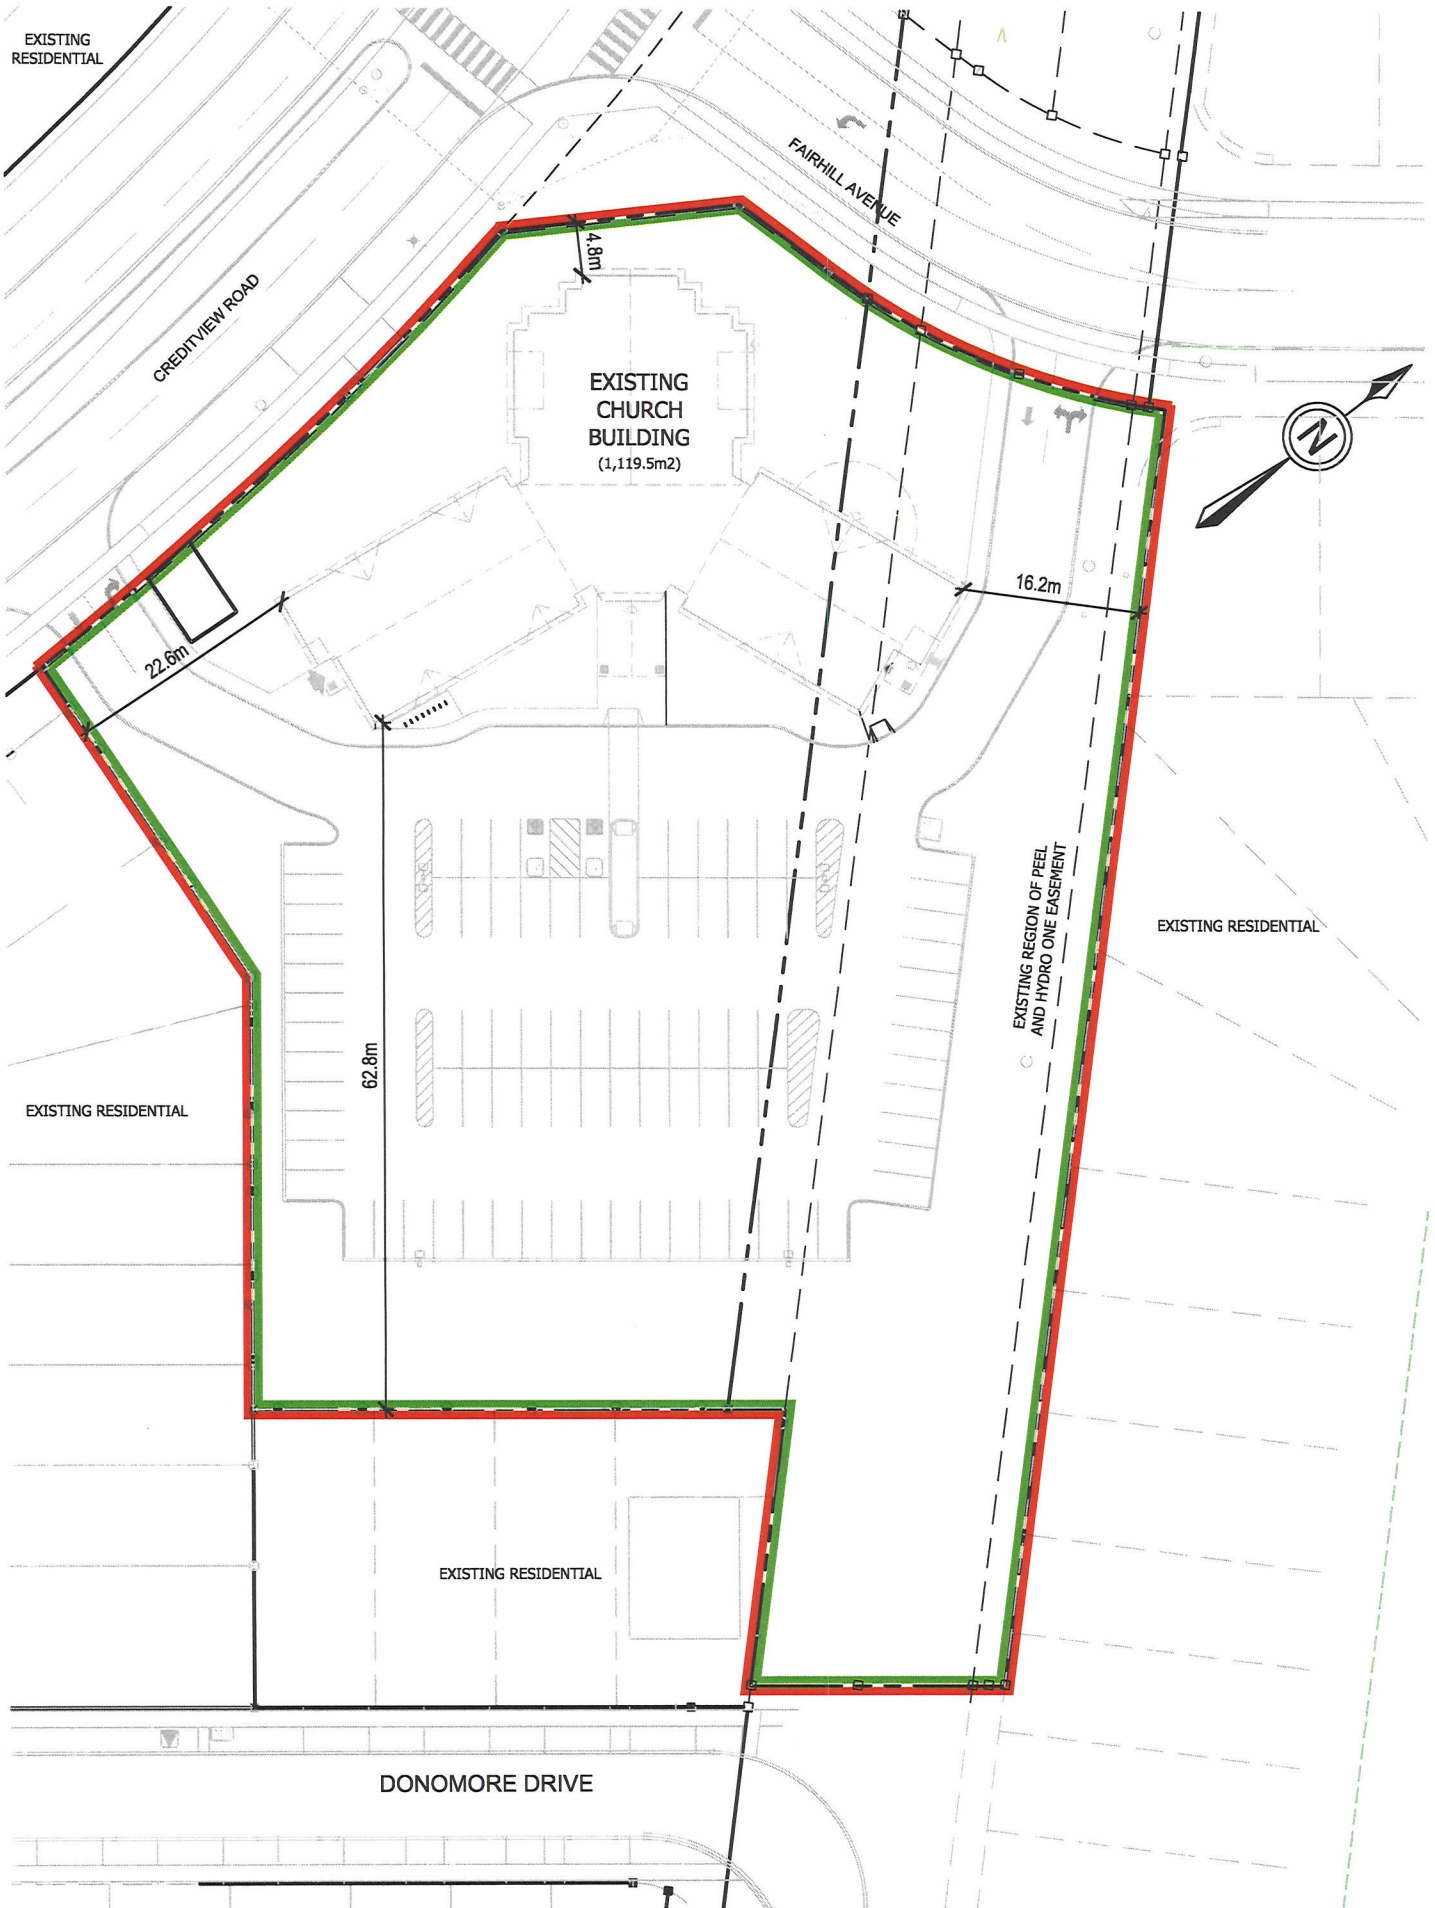 EXISTING
RESIDENTIAL
FAIRHILL AVENUE
CREDITVIEW ROAD
4.8m
EXISTING
CHURCH
BUILDING
(1,119.5m2)
N
16.2m
22.6m
EXISTING REGION OF PEEL
AND HYDRO ONE EASEMENT
EXISTING RESIDENTIAL
62.8m
EXISTING RESIDENTIAL
EXISTING RESIDENTIAL
DONOMORE DRIVE